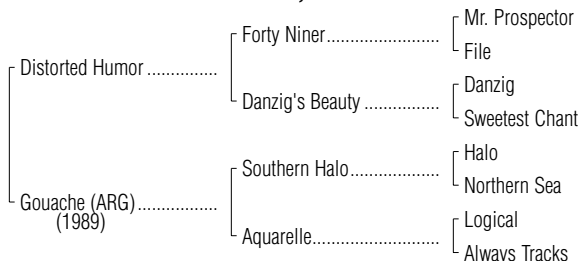 Mr. Prospector
Forty Niner
File
Distorted Humor
Danzig
Danzig's Beauty
Sweetest Chant
Halo
Southern Halo
Northern Sea
Gouache (ARG)
(1989)
Logical
Aquarelle
Always Tracks